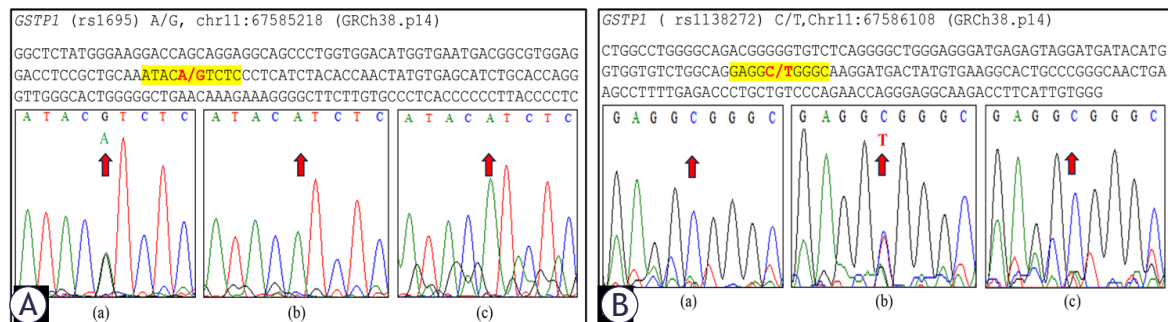 GSTP1 (rs1695) A/G, chr11:67585218 (GRCh38.p14)
GGCTCTATGGGAAGGACCAGCAGGAGGCAGCCCTGGTGGACATGGTGAATGACGGCGTGGAG
GACCTCCGCTGCAAATACA/GTCTCCCTCATCTACACCAACTATGTGAGCATCTGCACCAGG
GTTGGGCACTGGGGGCTGAACAAAGAAAGGGGCTTCTTGTGCCCTCACCCCCCTTACCCCTC
A T A C G T C T C
A
A T A C A T C T C
A T A C A T C T C
(a)
(b)
(c)
A
GSTP1 ( rs1138272) C/T,Chr11:67586108 (GRCh38.p14)
CTGGCCTGGGGCAGACGGGGGTGTCTCAGGGGCTGGGAGGGATGAGAGTAGGATGATACATG
GTGGTGTCTGGCAGGAGGC/TGGGCAAGGATGACTATGTGAAGGCACTGCCCGGGCAACTGA
AGCCTTTTGAGACCCTGCTGTCCCAGAACCAGGGAGGCAAGACCTTCATTGTGGG
G A G G C G G G C
G A G G C G G G C
T
G A G G C G G G C
(a)
(b)
(c)
B